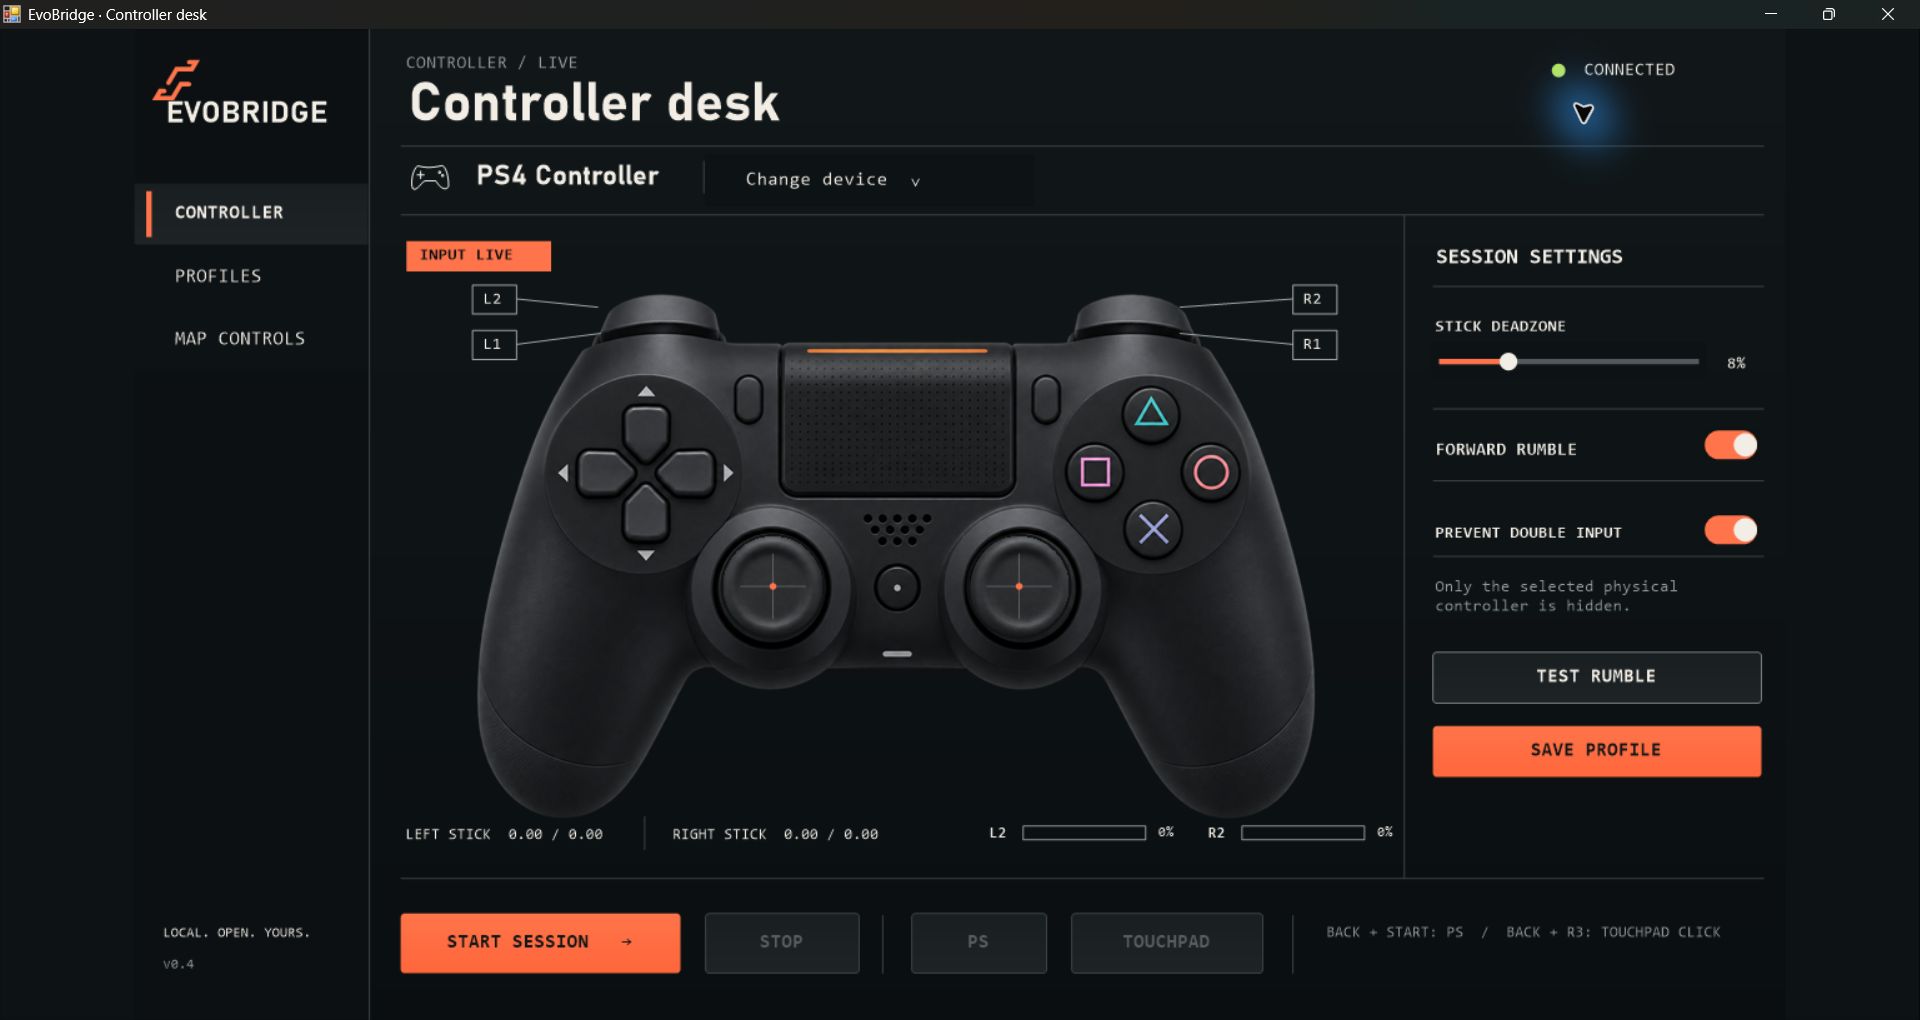 EvoBridge · Controller desk
EVOBRIDGE
CONTROLLER / LIVE
Controller desk
CONNECTED
PS4 Controller
Change device v
CONTROLLER
PROFILES
MAP CONTROLS
INPUT LIVE
L2
L1
R2
R1
SESSION SETTINGS
STICK DEADZONE
8%
FORWARD RUMBLE
PREVENT DOUBLE INPUT
Only the selected physical
controller is hidden.
TEST RUMBLE
SAVE PROFILE
LEFT STICK 0.00 / 0.00
RIGHT STICK 0.00 / 0.00
L2 0%
R2 0%
START SESSION →
STOP
PS
TOUCHPAD
BACK + START: PS / BACK + R3: TOUCHPAD CLICK
LOCAL. OPEN. YOURS.
v0.4